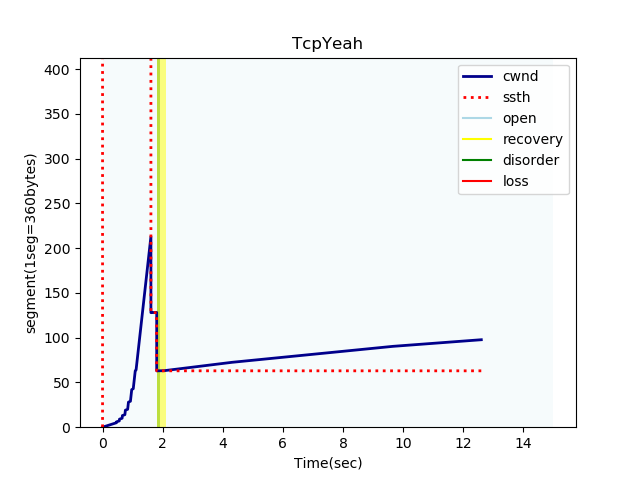 TcpYeah
segment(1seg=360bytes)
400
350
300
250
200
150
100
50
0
0 2 4 6 8 10 12 14
Time(sec)
cwnd
ssth
open
recovery
disorder
loss